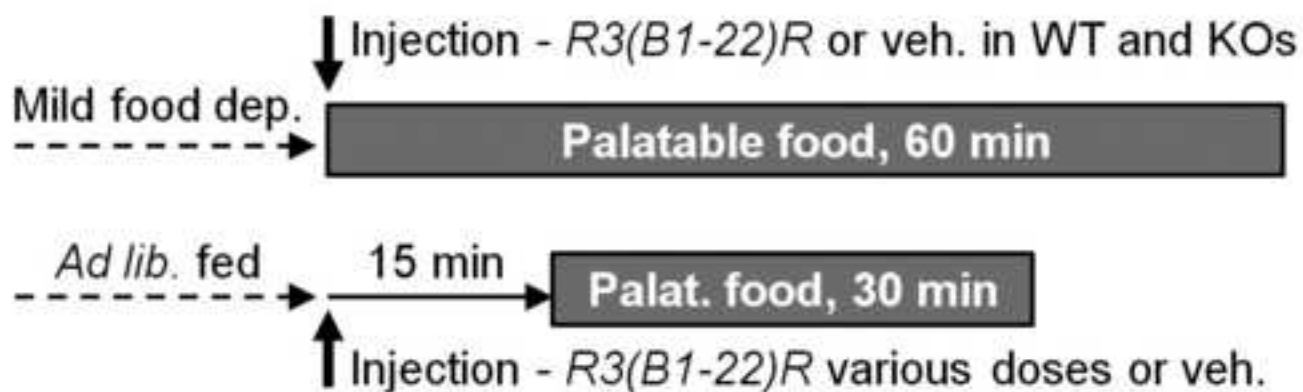 Injection - R3(B1-22)R or veh. in WT and KOs
Mild food dep.
Palatable food, 60 min
Ad lib. fed
15 min
Palat. food, 30 min
Injection - R3(B1-22)R various doses or veh.